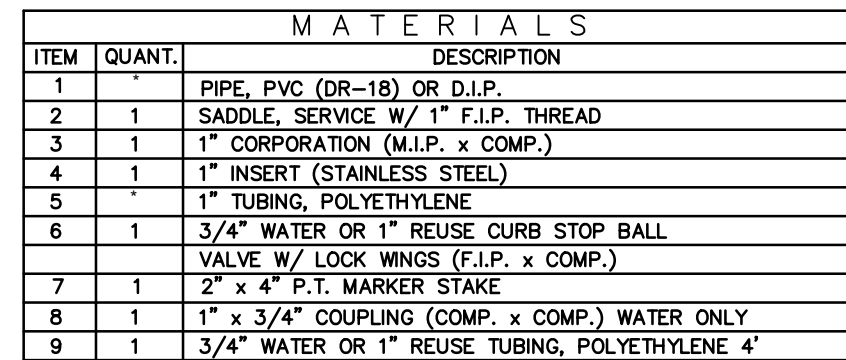 MATERIALS
ITEM QUANT. DESCRIPTION
1 * PIPE, PVC (DR-18) OR D.I.P.
2 1 SADDLE, SERVICE W/ 1" F.I.P. THREAD
3 1 1" CORPORATION (M.I.P. x COMP.)
4 1 1" INSERT (STAINLESS STEEL)
5 * 1" TUBING, POLYETHYLENE
6 1 3/4" WATER OR 1" REUSE CURB STOP BALL
VALVE W/ LOCK WINGS (F.I.P. x COMP.)
7 1 2" x 4" P.T. MARKER STAKE
8 1 1" x 3/4" COUPLING (COMP. x COMP.) WATER ONLY
9 1 3/4" WATER OR 1" REUSE TUBING, POLYETHYLENE 4'